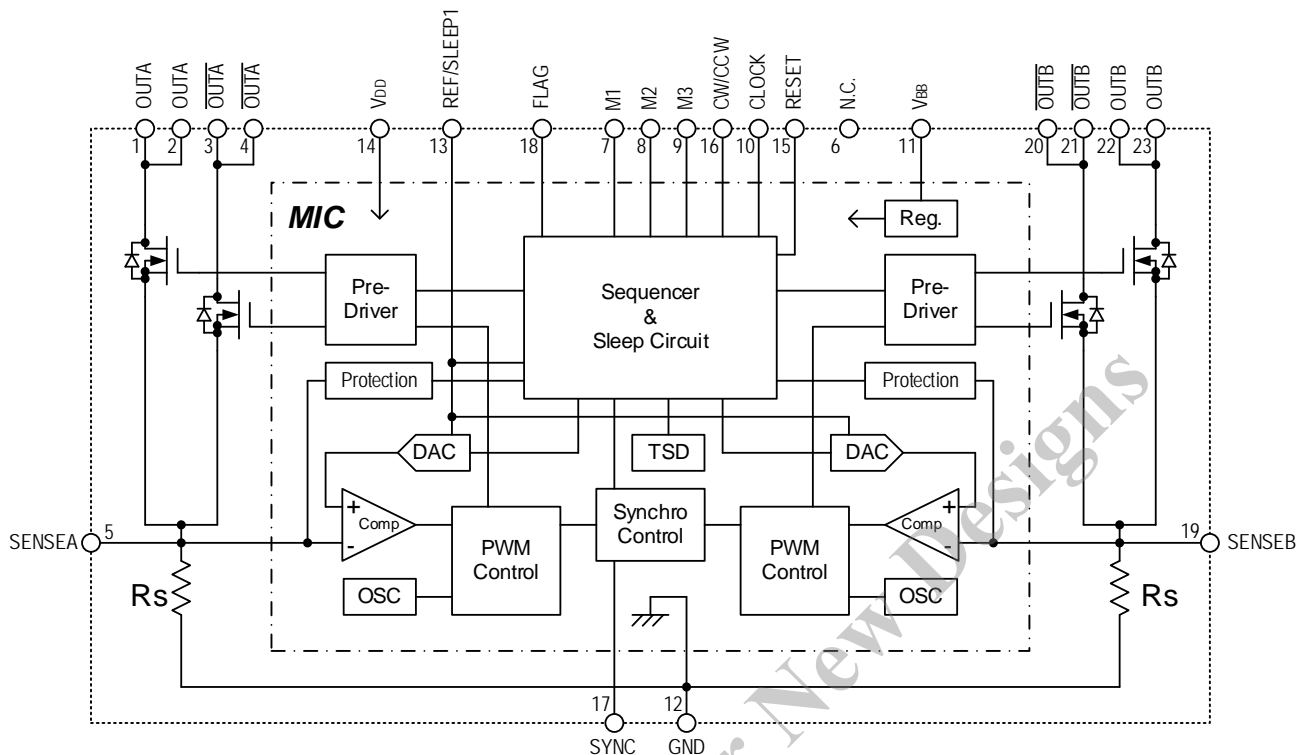 OUTA
OUTA
OUTA
OUTA
VDD
REF/SLEEP1
FLAG
M1
M2
M3
CW/CCW
CLOCK
RESET
N.C.
VBB
OUTB
OUTB
OUTB
OUTB
1
2
3
4
14
13
18
7
8
9
16
10
15
6
11
20
21
22
23
MIC
Reg.
Pre-
Driver
Sequencer
&
Sleep Circuit
Pre-
Driver
Protection
Protection
DAC
TSD
DAC
+
-
Comp
Synchro
Control
+
-
Comp
SENSEA
5
PWM
Control
PWM
Control
19
SENSEB
Rs
OSC
OSC
Rs
17
12
SYNC
GND
r New Designs